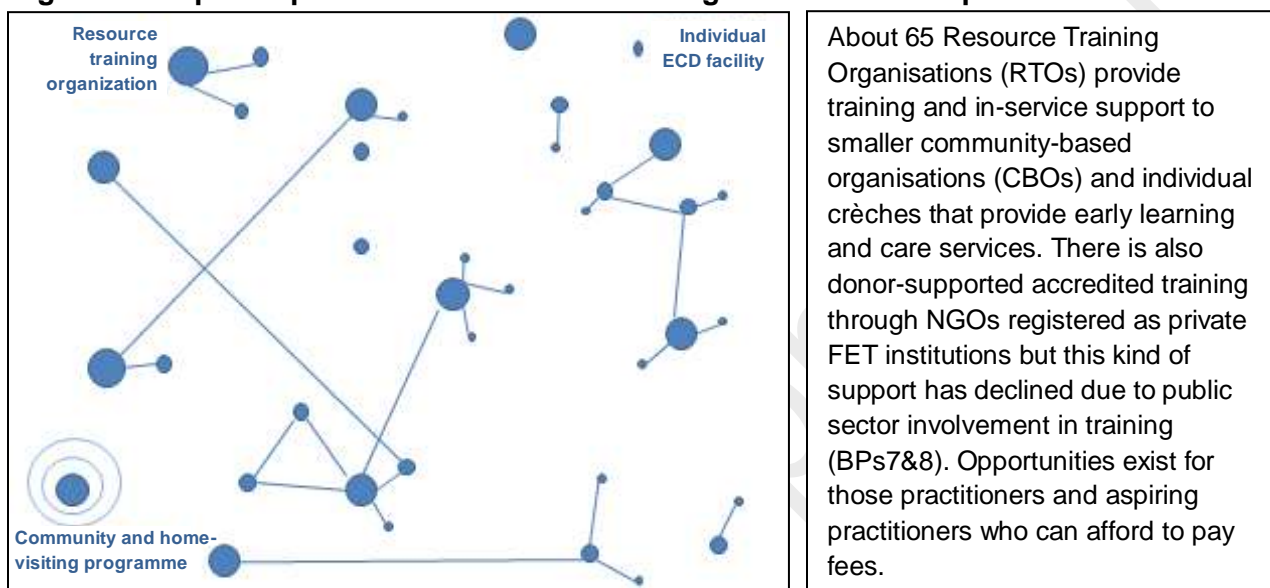 Resource
training
organization
Individual
ECD facility
Community and home-
visiting programme
About 65 Resource Training
Organisations (RTOs) provide
training and in-service support to
smaller community-based
organisations (CBOs) and individual
crèches that provide early learning
and care services. There is also
donor-supported accredited training
through NGOs registered as private
FET institutions but this kind of
support has declined due to public
sector involvement in training
(BPs7&8). Opportunities exist for
those practitioners and aspiring
practitioners who can afford to pay
fees.